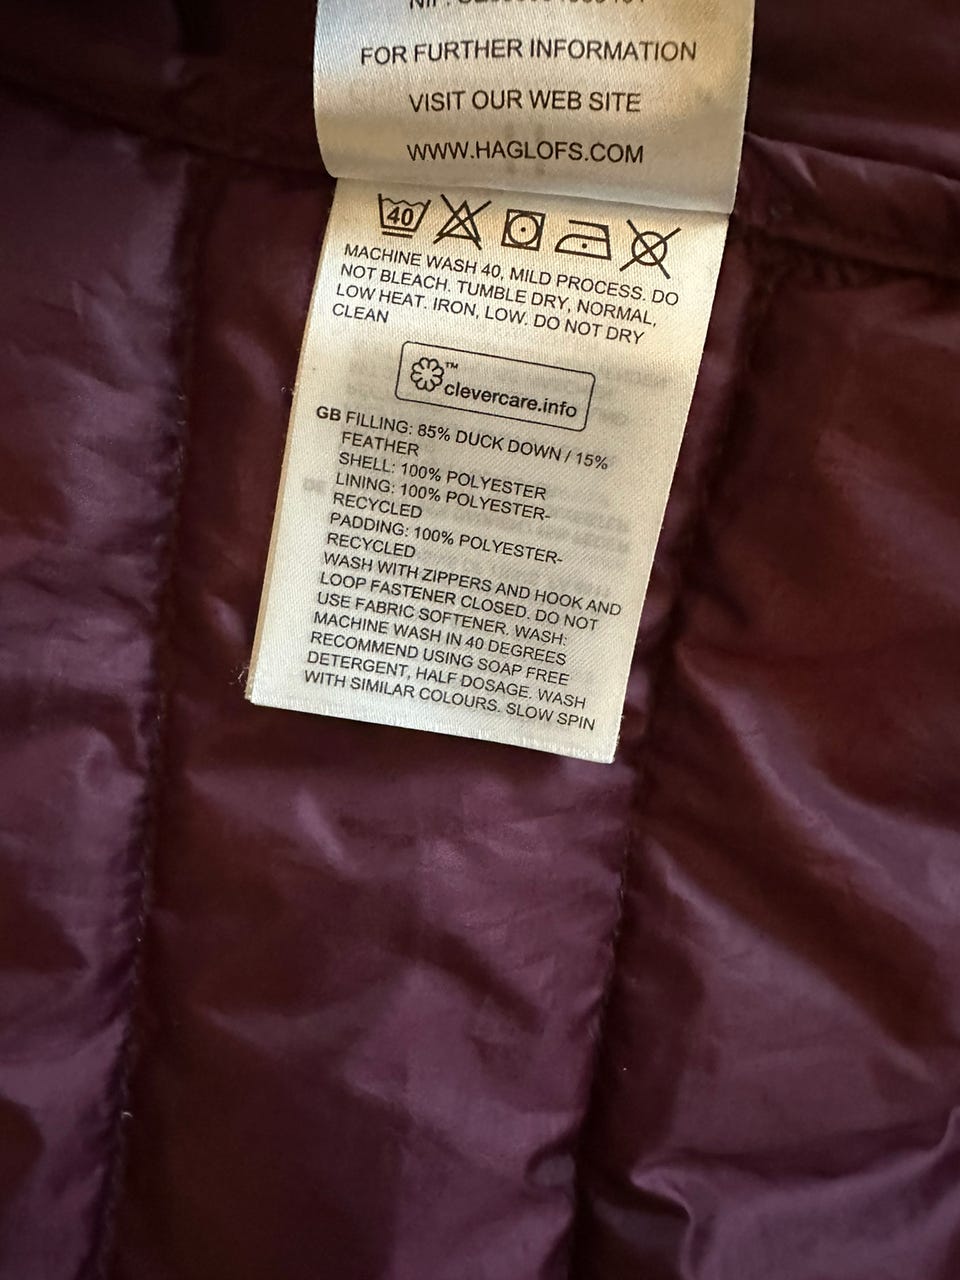 FOR FURTHER INFORMATION
VISIT OUR WEB SITE
WWW.HAGLOFS.COM
40
MACHINE WASH 40, MILD PROCESS. DO
NOT BLEACH. TUMBLE DRY, NORMAL,
LOW HEAT. IRON, LOW. DO NOT DRY
CLEAN
™
clevercare.info
GB FILLING: 85% DUCK DOWN / 15%
FEATHER
SHELL: 100% POLYESTER
LINING: 100% POLYESTER-
RECYCLED
PADDING: 100% POLYESTER-
RECYCLED
WASH WITH ZIPPERS AND HOOK AND
LOOP FASTENER CLOSED. DO NOT
USE FABRIC SOFTENER. WASH:
MACHINE WASH IN 40 DEGREES
RECOMMEND USING SOAP FREE
DETERGENT, HALF DOSAGE. WASH
WITH SIMILAR COLOURS. SLOW SPIN